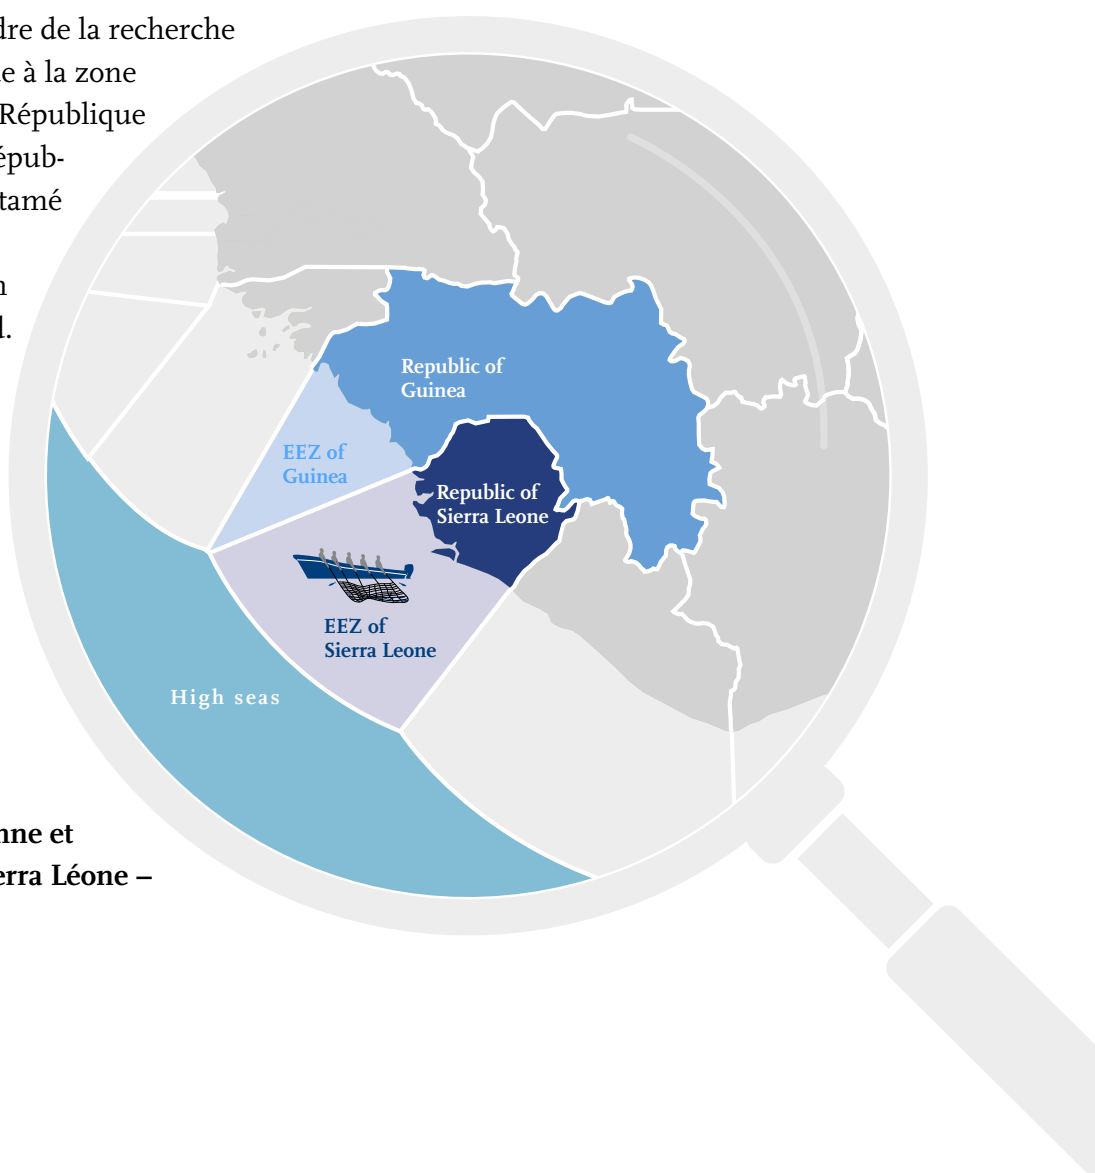 dre de la recherche
e à la zone
République
épub-
tamé
n
d.
Republic of
Guinea
EEZ of
Guinea
Republic of
Sierra Leone
EEZ of
Sierra Leone
High seas
nne et
erra Léone –